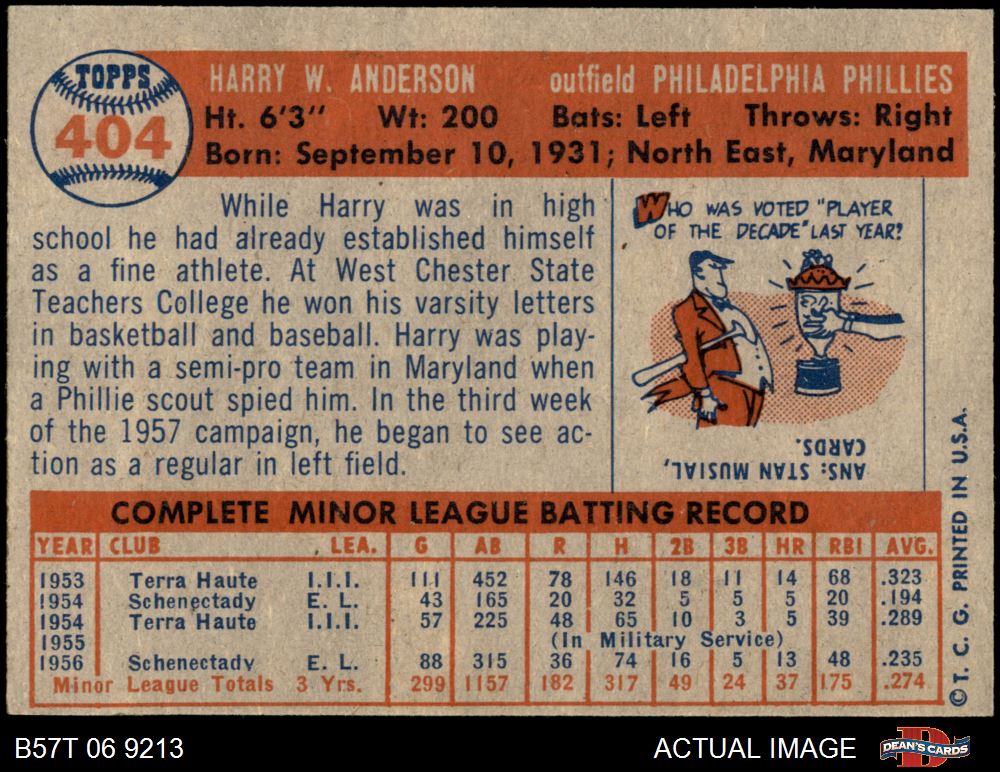 TOPPS
404
HARRY W. ANDERSON outfield PHILADELPHIA PHILLIES
Ht. 6'3" Wt: 200 Bats: Left Throws: Right
Born: September 10, 1931; North East, Maryland
While Harry was in high
school he had already established himself
as a fine athlete. At West Chester State
Teachers College he won his varsity letters
in basketball and baseball. Harry was play-
ing with a semi-pro team in Maryland when
a Phillie scout spied him. In the third week
of the 1957 campaign, he began to see ac-
tion as a regular in left field.
WHO WAS VOTED "PLAYER
OF THE DECADE" LAST YEAR?
ANS: STAN MUSIAL,
CARDS.
COMPLETE MINOR LEAGUE BATTING RECORD
YEAR CLUB LEA. G AB R H 2B 3B HR RBI AVG.
1953 Terra Haute I.I.I. 111 452 78 146 18 11 14 68 .323
1954 Schenectady E. L. 43 165 20 32 5 5 5 20 .194
1954 Terra Haute I.I.I. 57 225 48 65 10 3 5 39 .289
1955 (In Military Service)
1956 Schenectady E. L. 88 315 36 74 16 5 13 48 .235
Minor League Totals 3 Yrs. 299 1157 182 317 49 24 37 175 .274
© T. C. G. PRINTED IN U.S.A.
B57T 06 9213 ACTUAL IMAGE DEAN'S CARDS